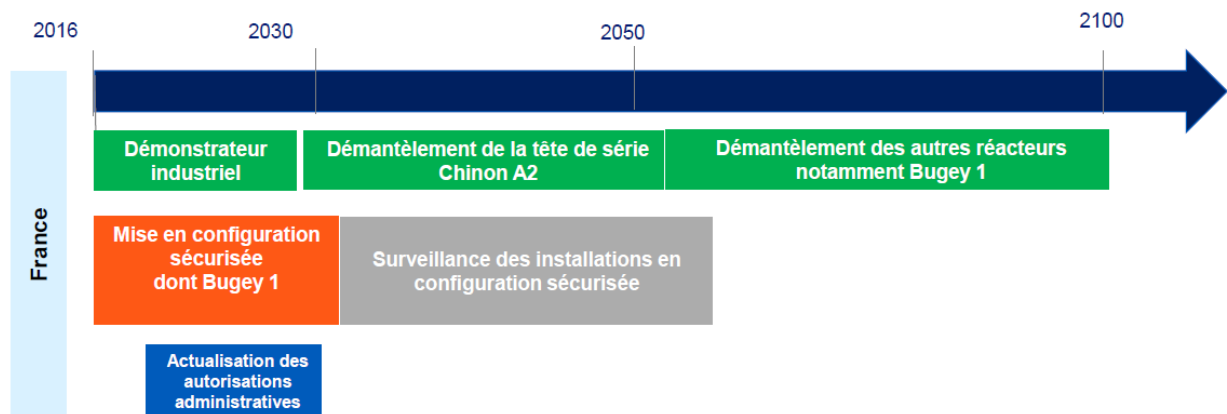 2016
2030
2050
2100
France
Démonstrateur
industriel
Démantèlement de la tête de série
Chinon A2
Démantèlement des autres réacteurs
notamment Bugey 1
Mise en configuration
sécurisée
dont Bugey 1
Surveillance des installations en
configuration sécurisée
Actualisation des
autorisations
administratives